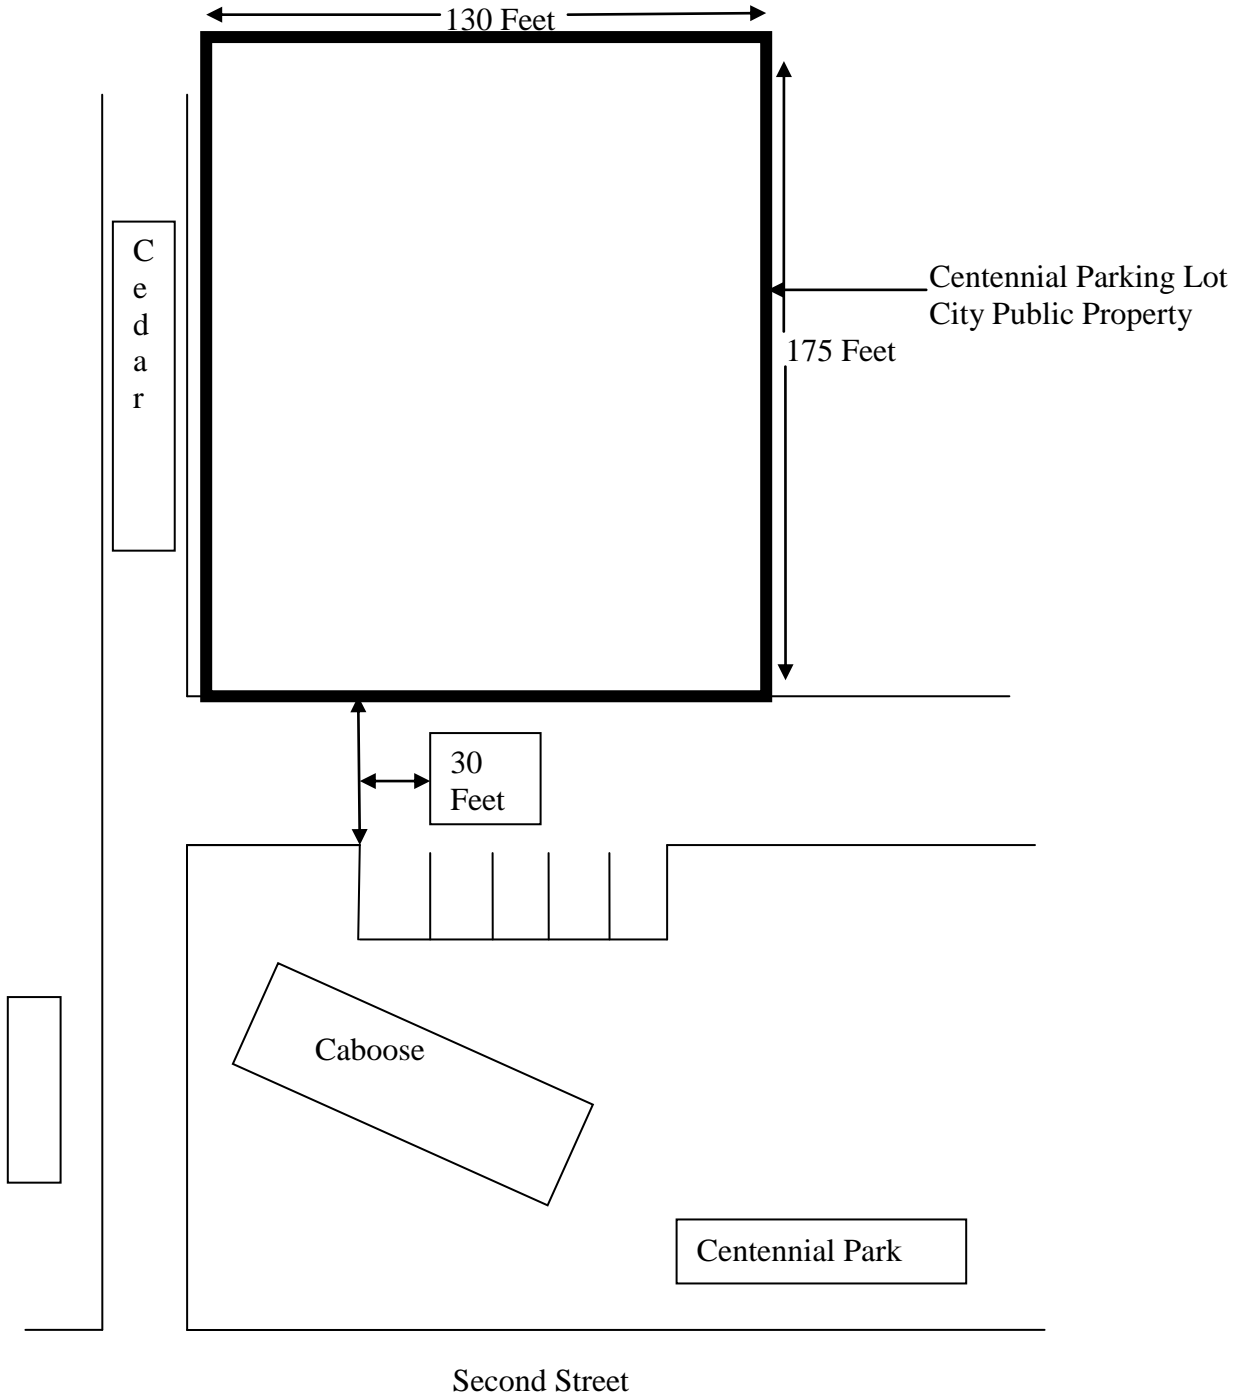 130 Feet
C
e
d
a
r
Centennial Parking Lot
City Public Property
175 Feet
30
Feet
Caboose
Centennial Park
Second Street